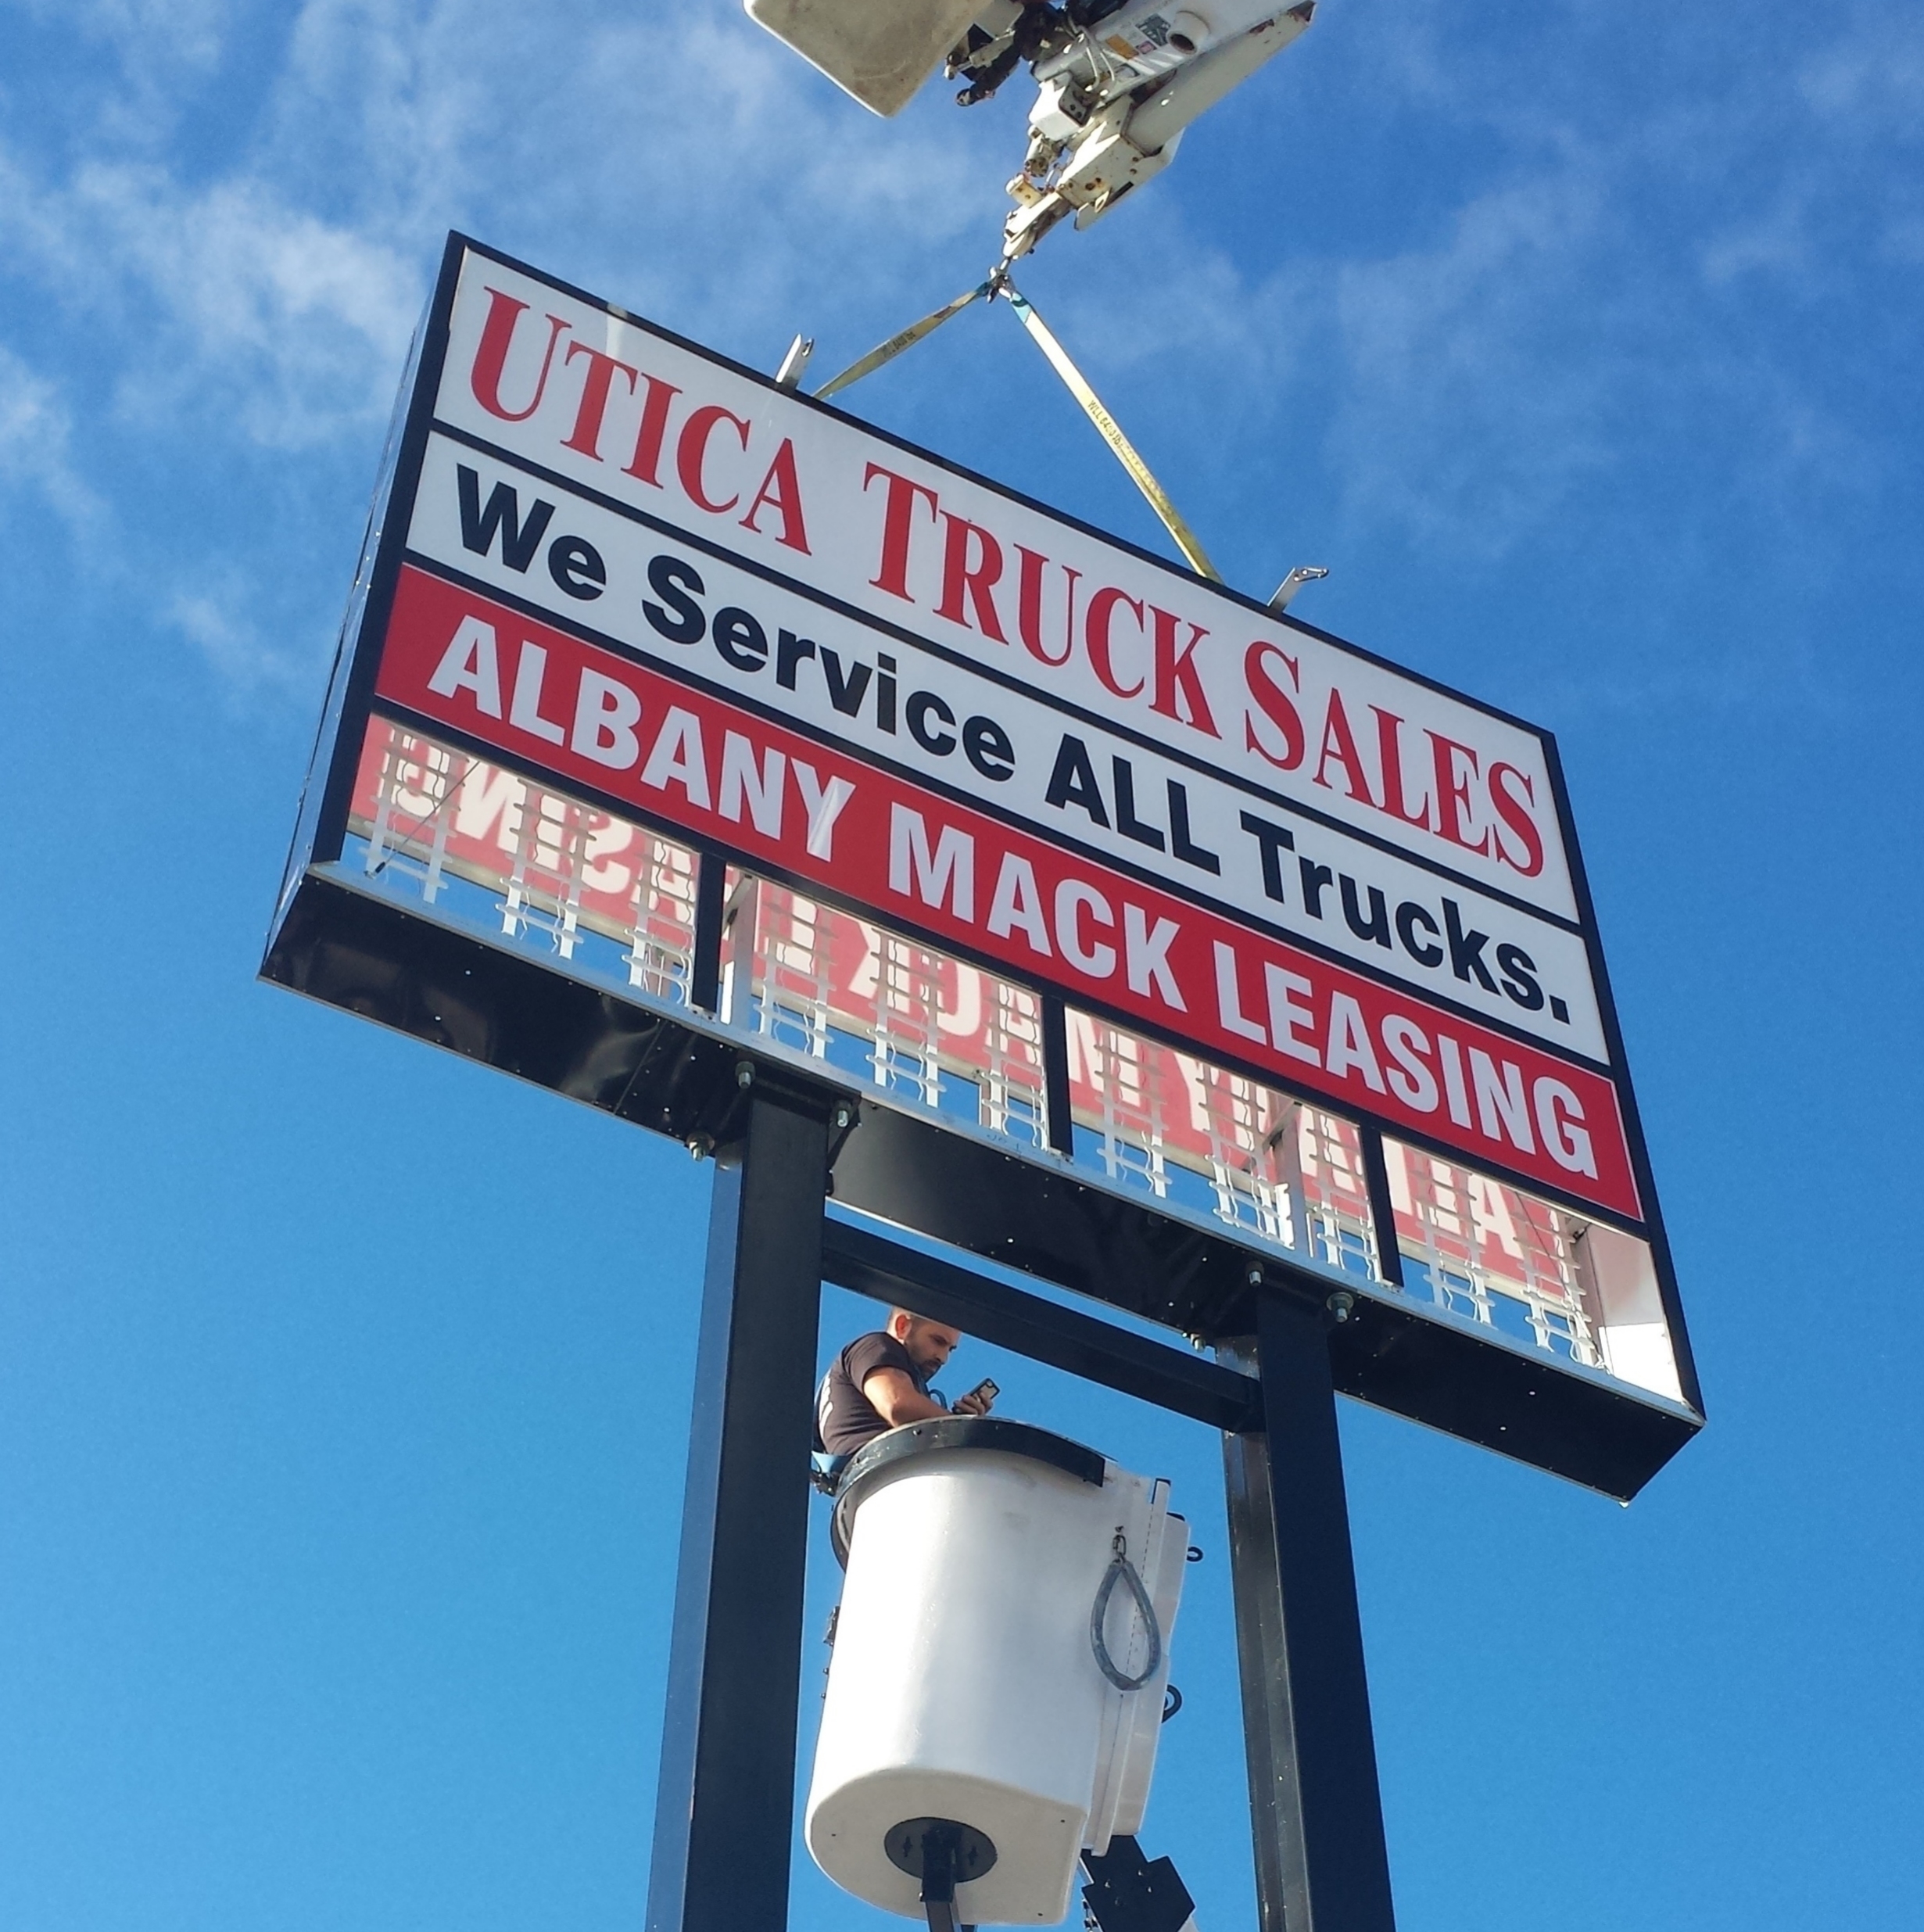 UTICA TRUCK SALES
We Service ALL Trucks.
ALBANY MACK LEASING